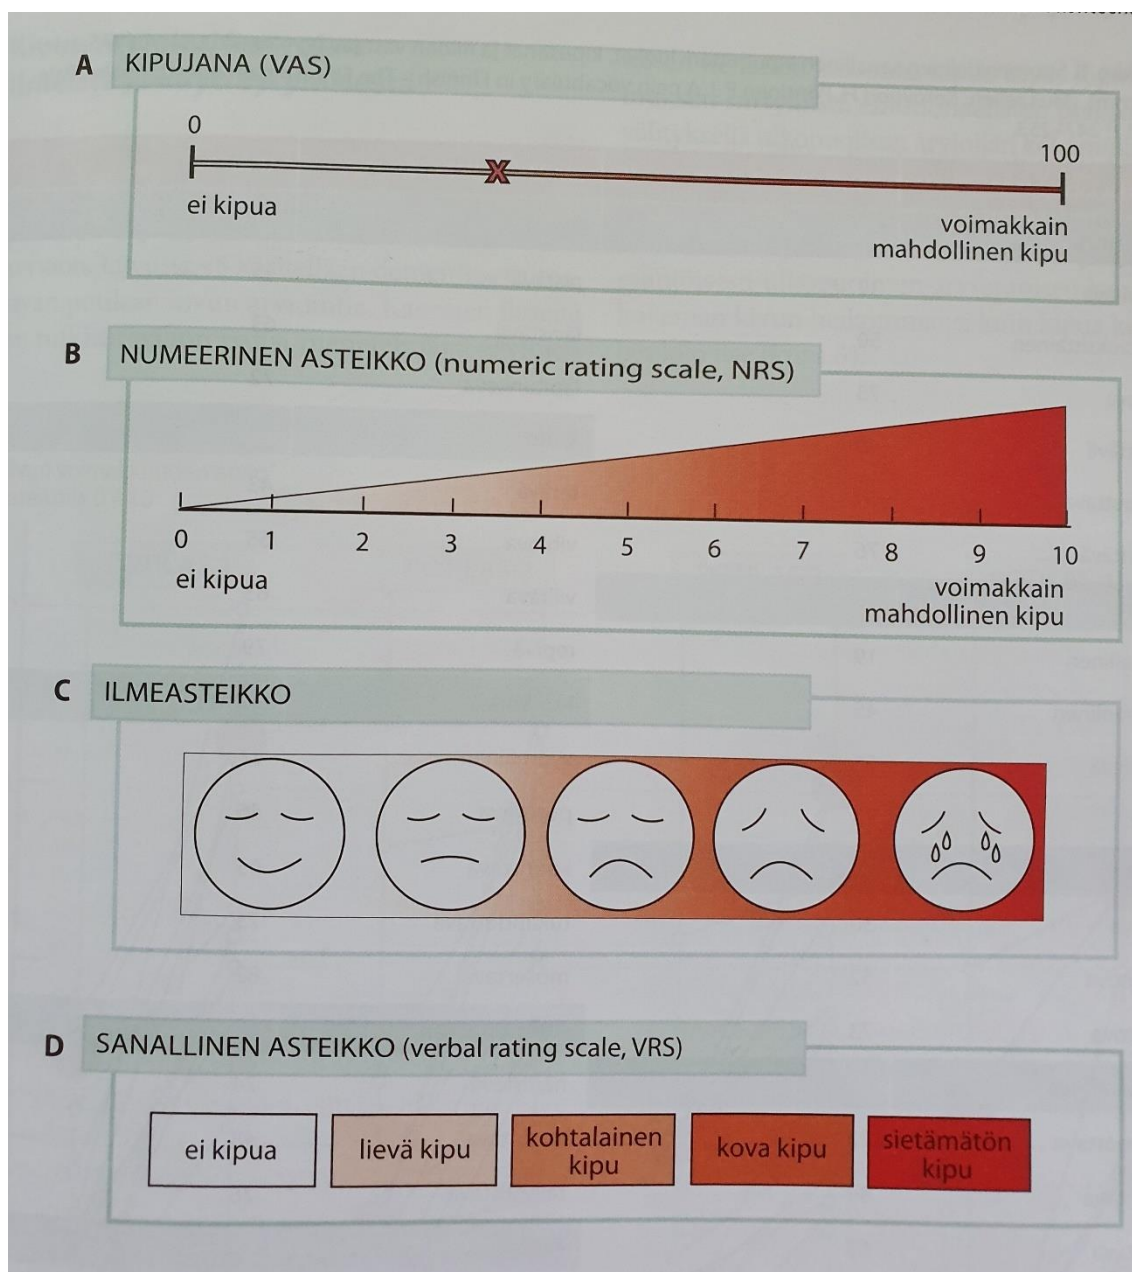 A KIPUJANA (VAS)
0
100
ei kipua
voimakkain
mahdollinen kipu
B NUMEERINEN ASTEIKKO (numeric rating scale, NRS)
0 1 2 3 4 5 6 7 8 9 10
ei kipua
voimakkain
mahdollinen kipu
C ILMEASTEIKKO
D SANALLINEN ASTEIKKO (verbal rating scale, VRS)
ei kipua
lievä kipu
kohtalainen
kipu
kova kipu
sietämätön
kipu